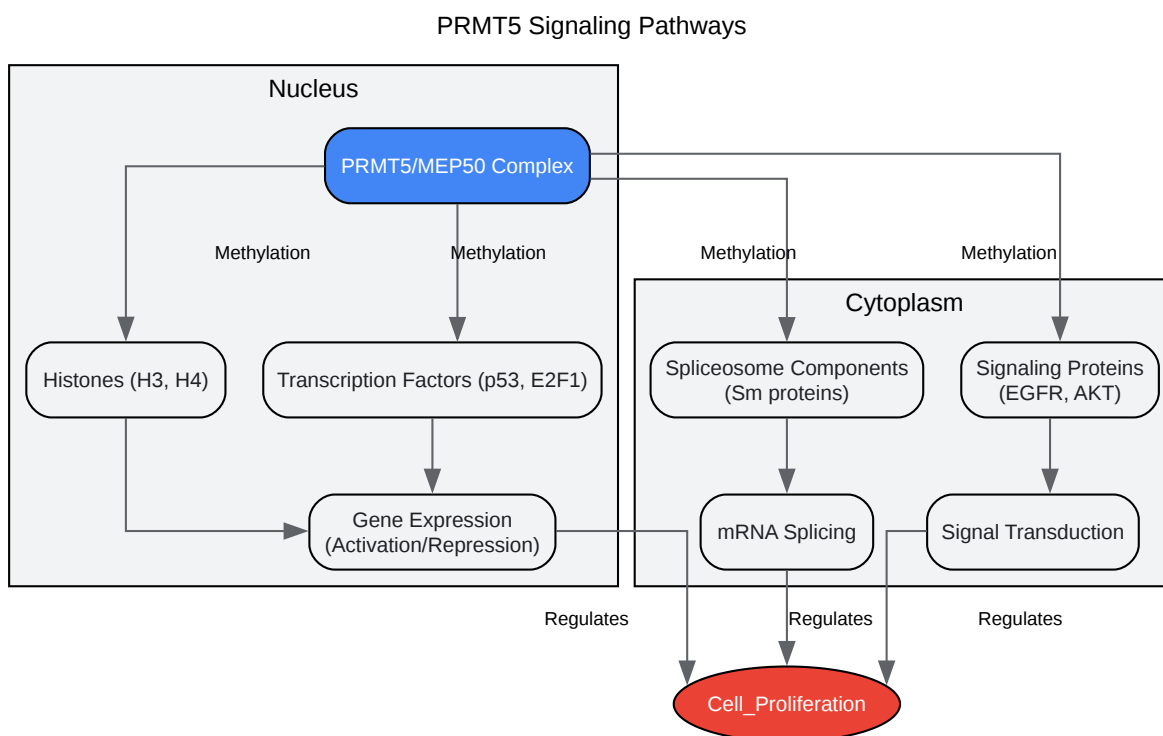 PRMT5 Signaling Pathways
Nucleus
PRMT5/MEP50 Complex
Methylation
Methylation
Methylation
Methylation
Cytoplasm
Histones (H3, H4)
Transcription Factors (p53, E2F1)
Spliceosome Components
(Sm proteins)
Signaling Proteins
(EGFR, AKT)
Gene Expression
(Activation/Repression)
mRNA Splicing
Signal Transduction
Regulates
Regulates
Regulates
Cell_Proliferation